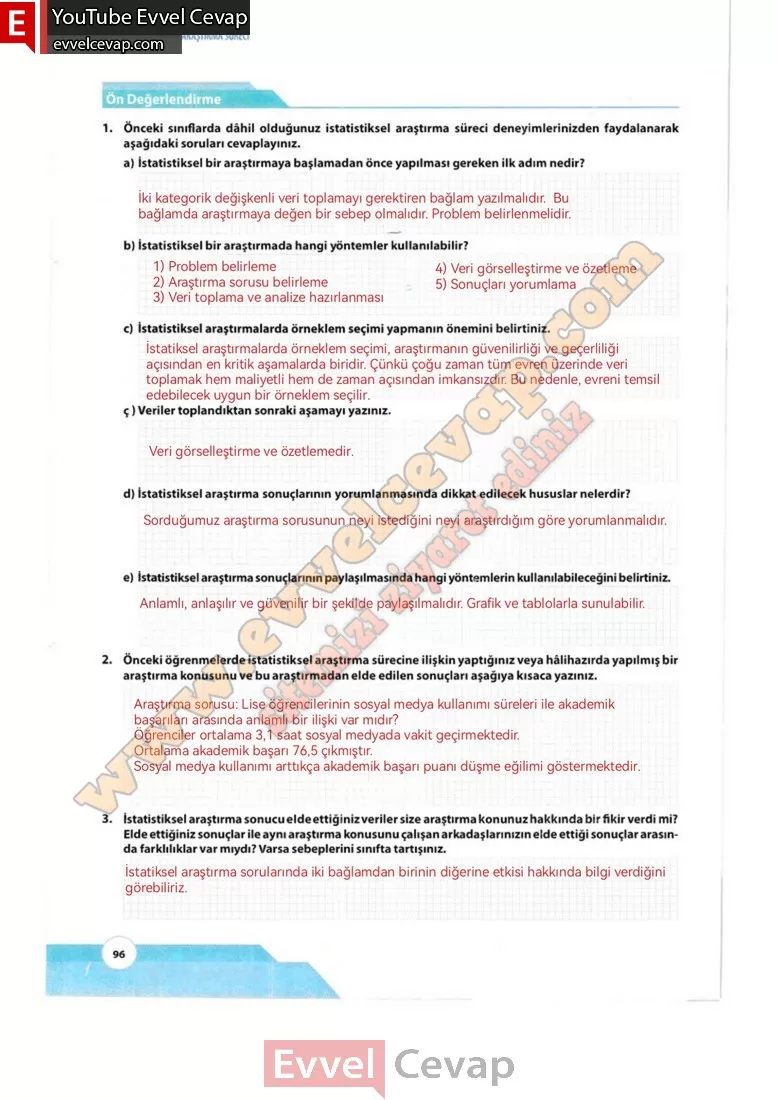 E YouTube Evvel Cevap
evvelcevap.com
ARAŞTIRMA SÜRECİ
Ön Değerlendirme
1. Önceki sınıflarda dâhil olduğunuz istatistiksel araştırma süreci deneyimlerinizden faydalanarak
aşağıdaki soruları cevaplayınız.
a) İstatistiksel bir araştırmaya başlamadan önce yapılması gereken ilk adım nedir?
İki kategorik değişkenli veri toplamayı gerektiren bağlam yazılmalıdır. Bu
bağlamda araştırmaya değen bir sebep olmalıdır. Problem belirlenmelidir.
b) İstatistiksel bir araştırmada hangi yöntemler kullanılabilir?
1) Problem belirleme
2) Araştırma sorusu belirleme
3) Veri toplama ve analize hazırlanması
4) Veri görselleştirme ve özetleme
5) Sonuçları yorumlama
c) İstatistiksel araştırmalarda örneklem seçimi yapmanın önemini belirtiniz.
İstatiksel araştırmalarda örneklem seçimi, araştırmanın güvenilirliği ve geçerliliği
açısından en kritik aşamalarda biridir. Çünkü çoğu zaman tüm evren üzerinde veri
toplamak hem maliyetli hem de zaman açısından imkansızdır. Bu nedenle, evreni temsil
edebilecek uygun bir örneklem seçilir.
ç) Veriler toplandıktan sonraki aşamayı yazınız.
Veri görselleştirme ve özetlemedir.
d) İstatistiksel araştırma sonuçlarının yorumlanmasında dikkat edilecek hususlar nelerdir?
Sorduğumuz araştırma sorusunun neyi istediğini neyi araştırdığım göre yorumlanmalıdır.
e) İstatistiksel araştırma sonuçlarının paylaşılmasında hangi yöntemlerin kullanılabileceğini belirtiniz.
Anlamlı, anlaşılır ve güvenilir bir şekilde paylaşılmalıdır. Grafik ve tablolarla sunulabilir.
2. Önceki öğrenmelerde istatistiksel araştırma sürecine ilişkin yaptığınız veya hâlihazırda yapılmış bir
araştırma konusunu ve bu araştırmadan elde edilen sonuçları aşağıya kısaca yazınız.
Araştırma sorusu: Lise öğrencilerinin sosyal medya kullanımı süreleri ile akademik
başarıları arasında anlamlı bir ilişki var mıdır?
Öğrenciler ortalama 3,1 saat sosyal medyada vakit geçirmektedir.
Ortalama akademik başarı 76,5 çıkmıştır.
Sosyal medya kullanımı arttıkça akademik başarı puanı düşme eğilimi göstermektedir.
3. İstatistiksel araştırma sonucu elde ettiğiniz veriler size araştırma konunuz hakkında bir fikir verdi mi?
Elde ettiğiniz sonuçlar ile aynı araştırma konusunu çalışan arkadaşlarınızın elde ettiği sonuçlar arasın-
da farklılıklar var mıydı? Varsa sebeplerini sınıfta tartışınız.
İstatiksel araştırma sorularında iki bağlamdan birinin diğerine etkisi hakkında bilgi verdiğini
görebiliriz.
www.evvelcevap.com
sitemizi ziyaret ediniz
96
Evvel Cevap